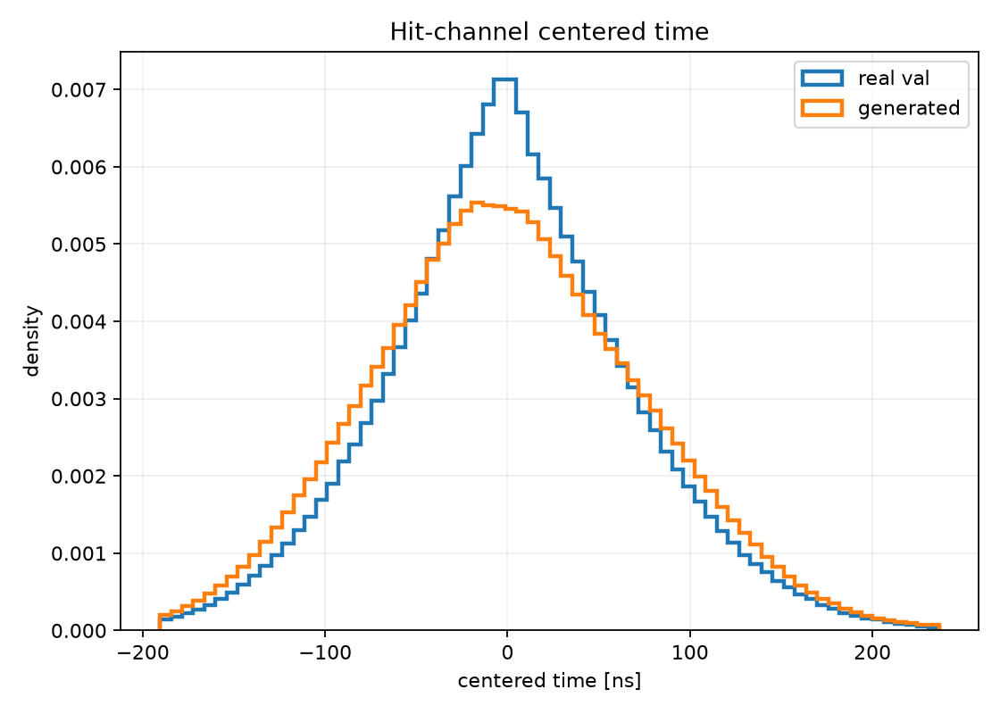 Hit-channel centered time
real val
generated
density
0.007
0.006
0.005
0.004
0.003
0.002
0.001
0.000
−200
−100
0
100
200
centered time [ns]